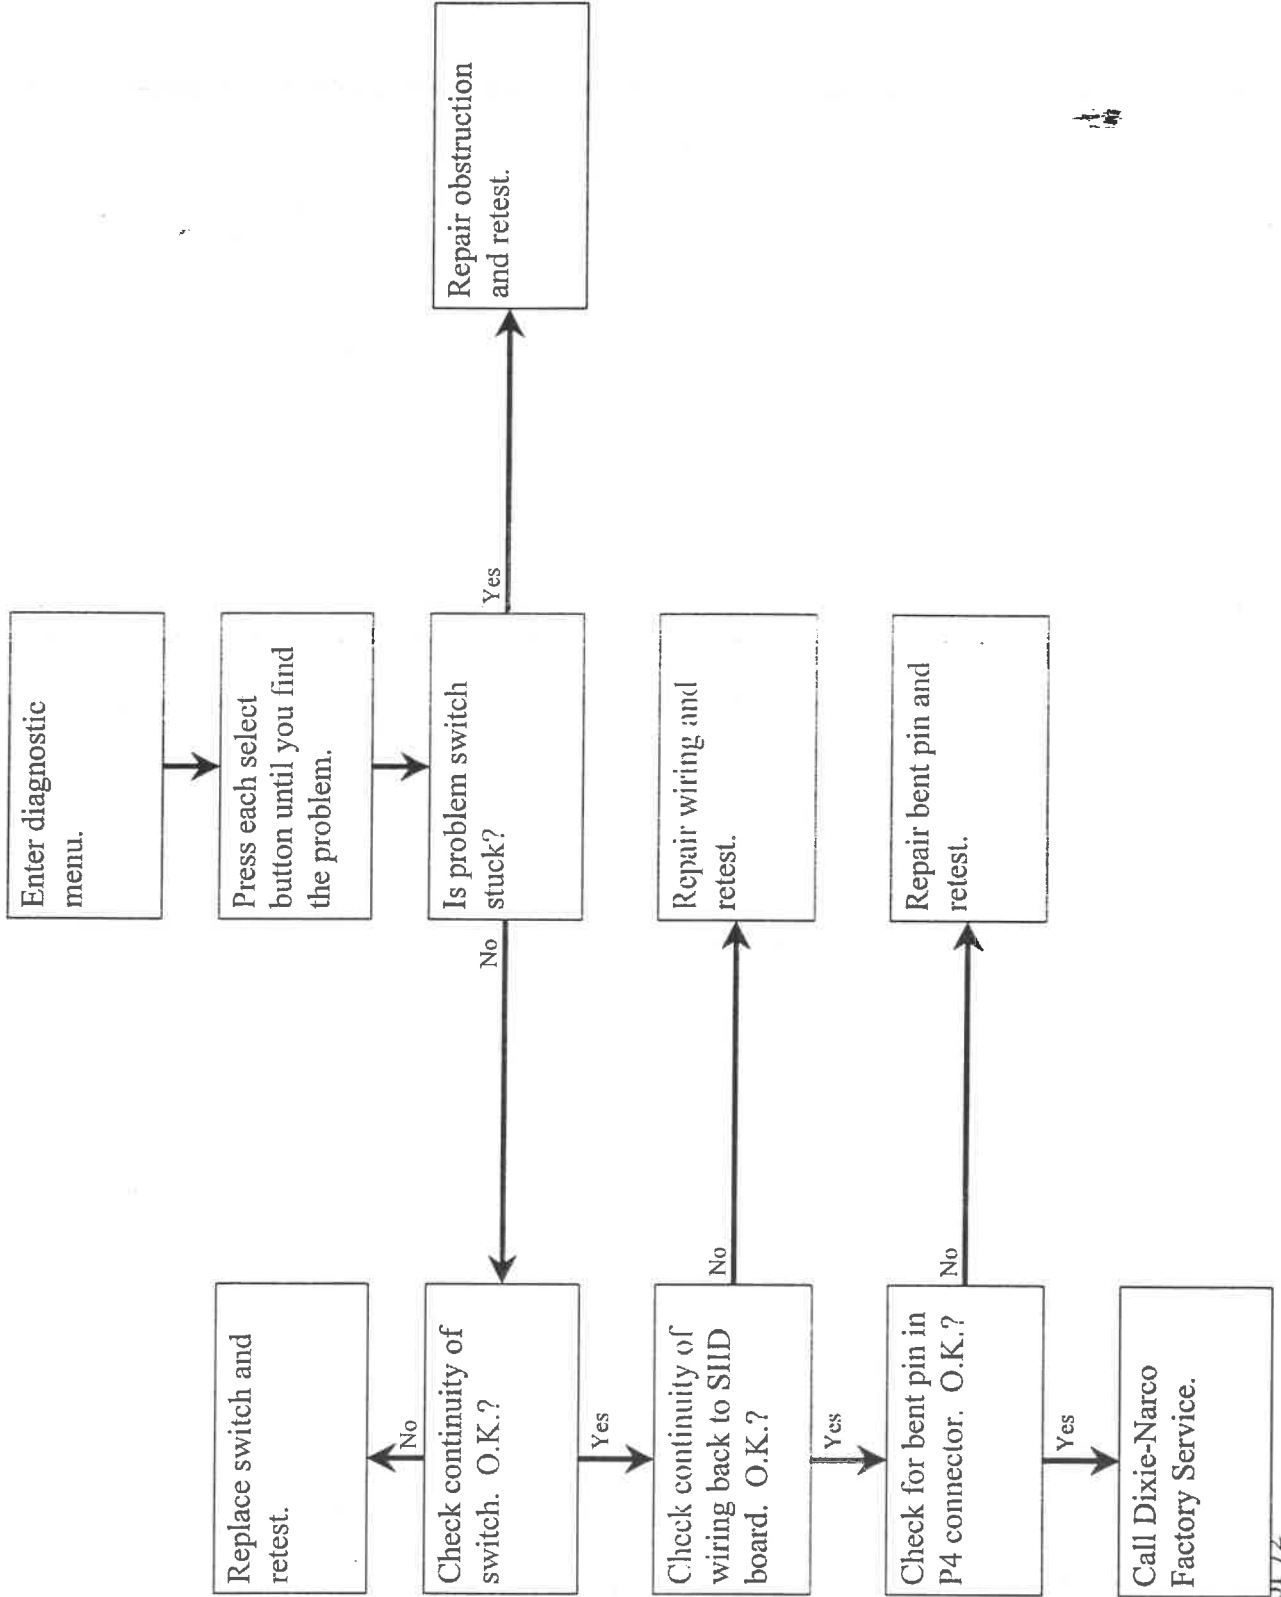 Enter diagnostic
menu.
Press each select
button until you find
the problem.
Is problem switch
stuck?
Yes
Repair obstruction
and retest.
No
Replace switch and
retest.
No
Check continuity of
switch. O.K.?
Yes
Check continuity of
wiring back to SIID
board. O.K.?
No
Repair wiring and
retest.
Yes
Check for bent pin in
P4 connector. O.K.?
No
Repair bent pin and
retest.
Yes
Call Dixie-Narco
Factory Service.